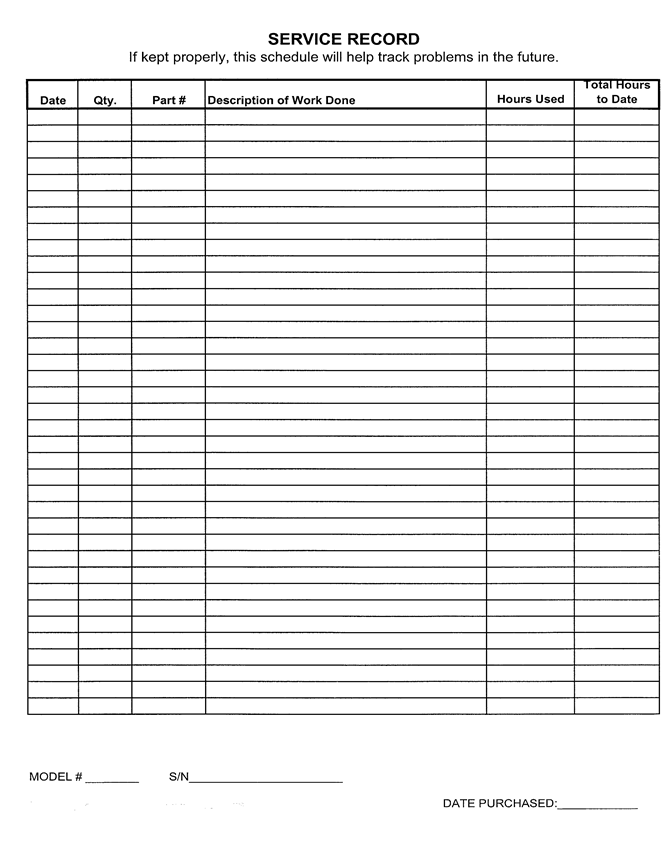 SERVICE RECORD
If kept properly, this schedule will help track problems in the future.
Date Qty. Part # Description of Work Done Hours Used Total Hours to Date
MODEL # ________ S/N_______________________
DATE PURCHASED:____________